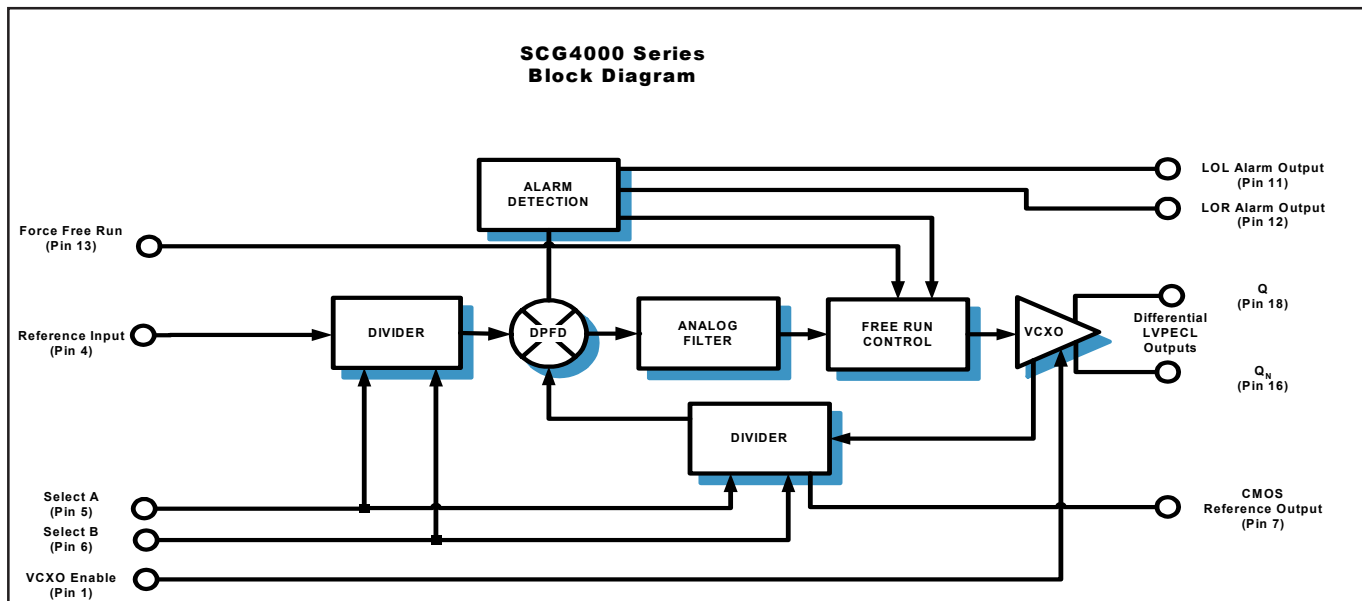 SCG4000 Series
Block Diagram
ALARM
DETECTION
LOL Alarm Output
(Pin 11)
LOR Alarm Output
(Pin 12)
Force Free Run
(Pin 13)
Reference Input
(Pin 4)
DIVIDER
DPFD
ANALOG
FILTER
FREE RUN
CONTROL
VCXO
Q
(Pin 18)
Differential
LVPECL
Outputs
QN
(Pin 16)
DIVIDER
Select A
(Pin 5)
Select B
(Pin 6)
VCXO Enable
(Pin 1)
CMOS
Reference Output
(Pin 7)